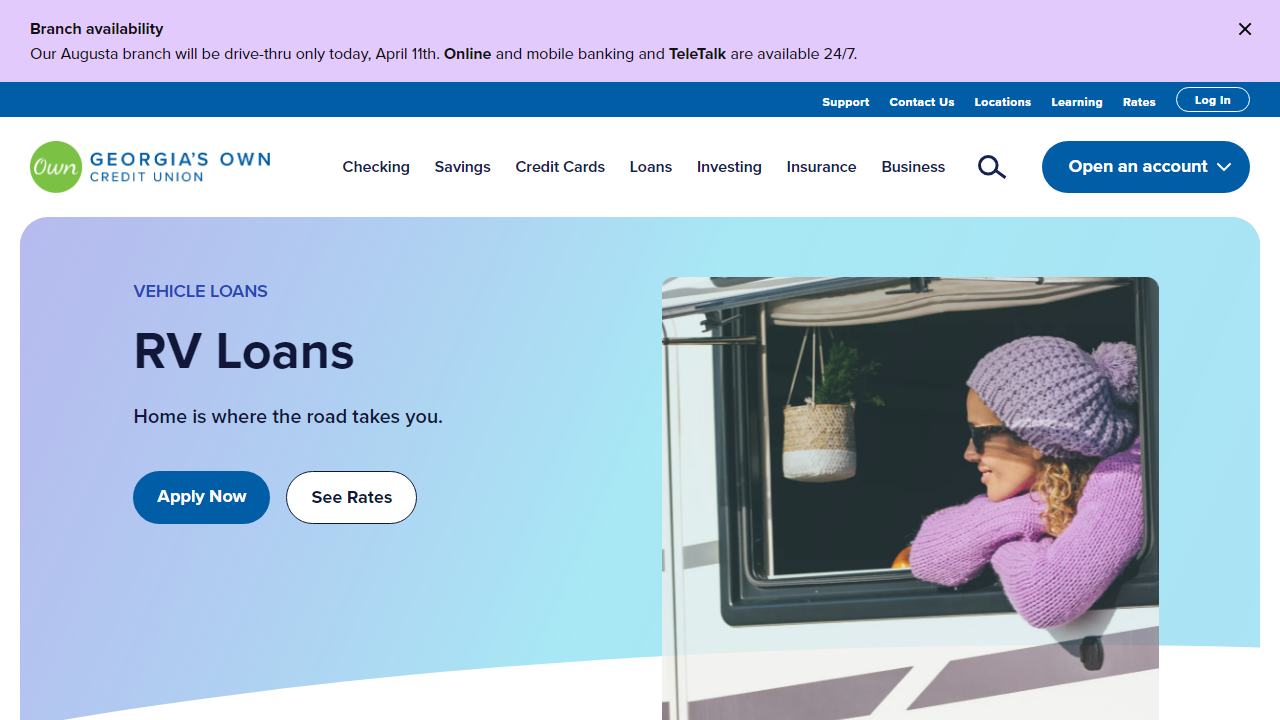 Branch availability
Our Augusta branch will be drive-thru only today, April 11th. Online and mobile banking and TeleTalk are available 24/7.
Support Contact Us Locations Learning Rates Log In
Own GEORGIA'S OWN
CREDIT UNION
Checking Savings Credit Cards Loans Investing Insurance Business Open an account
VEHICLE LOANS
RV Loans
Home is where the road takes you.
Apply Now See Rates